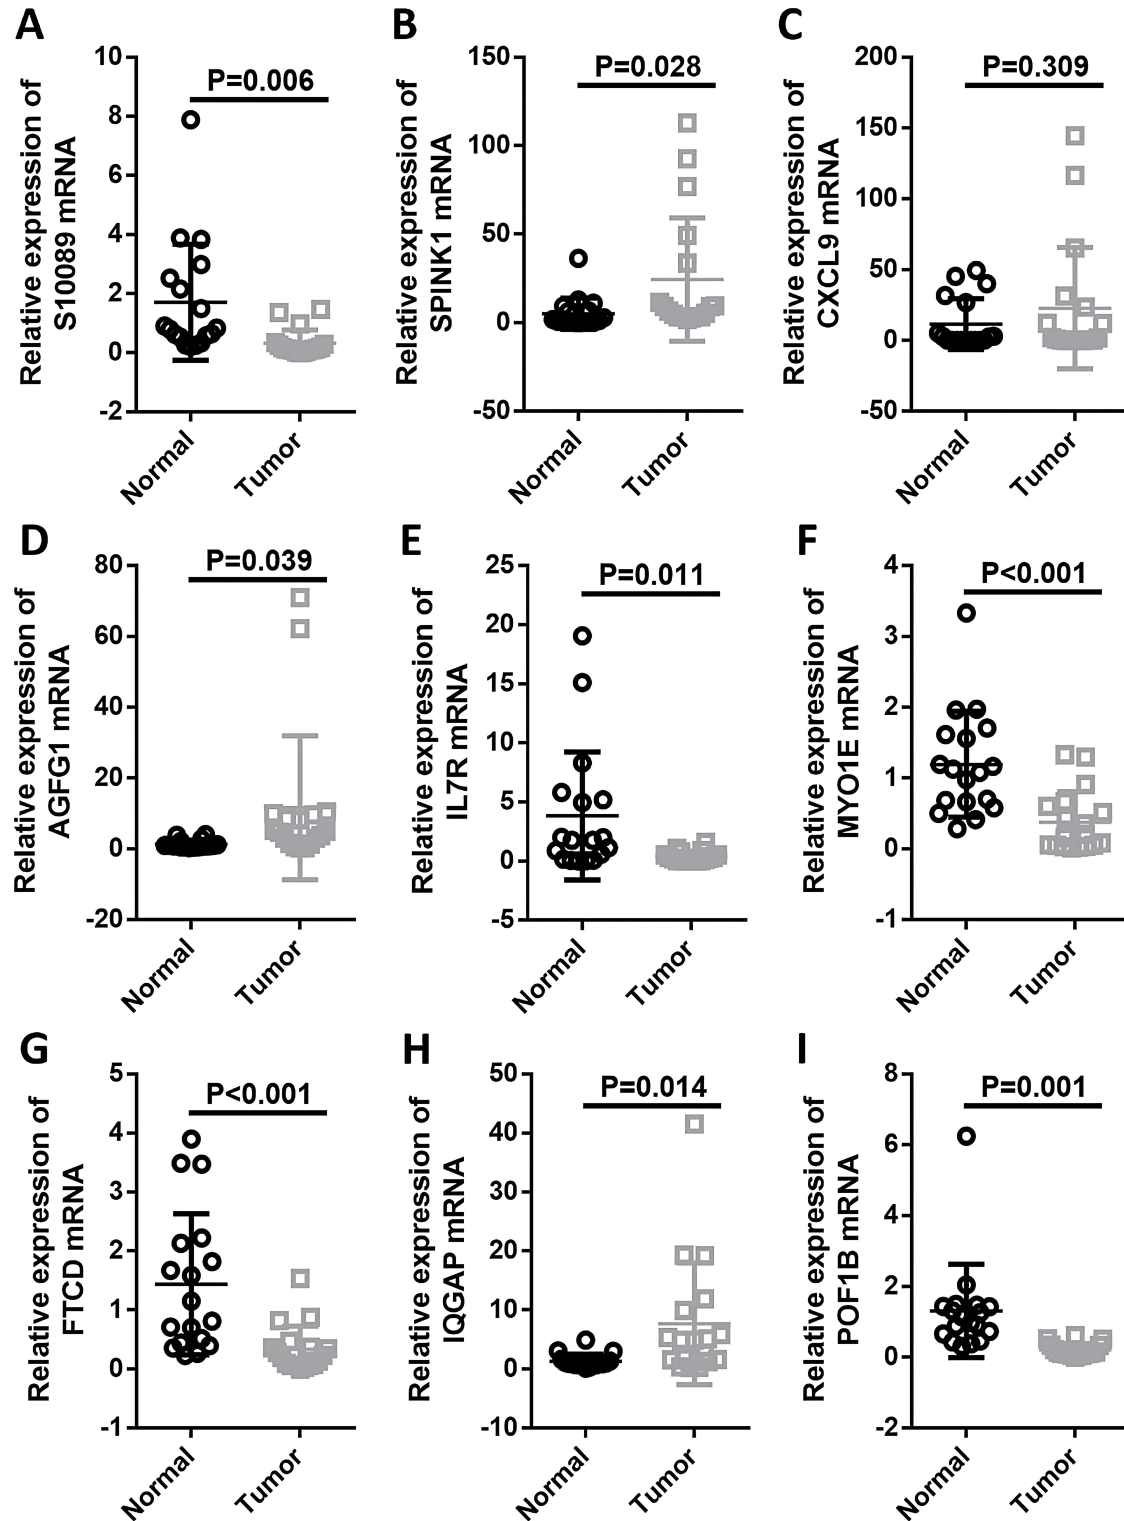 A
Relative expression of
S10089 mRNA
10
8
6
4
2
0
-2
P=0.006
Normal
Tumor
B
Relative expression of
SPINK1 mRNA
150
100
50
0
-50
P=0.028
Normal
Tumor
C
Relative expression of
CXCL9 mRNA
200
150
100
50
0
-50
P=0.309
Normal
Tumor
D
Relative expression of
AGFG1 mRNA
80
60
40
20
0
-20
P=0.039
Normal
Tumor
E
Relative expression of
IL7R mRNA
25
20
15
10
5
0
-5
P=0.011
Normal
Tumor
F
Relative expression of
MYO1E mRNA
4
3
2
1
0
-1
P<0.001
Normal
Tumor
G
Relative expression of
FTCD mRNA
5
4
3
2
1
0
-1
P<0.001
Normal
Tumor
H
Relative expression of
IQGAP mRNA
50
40
30
20
10
0
-10
P=0.014
Normal
Tumor
I
Relative expression of
POF1B mRNA
8
6
4
2
0
-2
P=0.001
Normal
Tumor